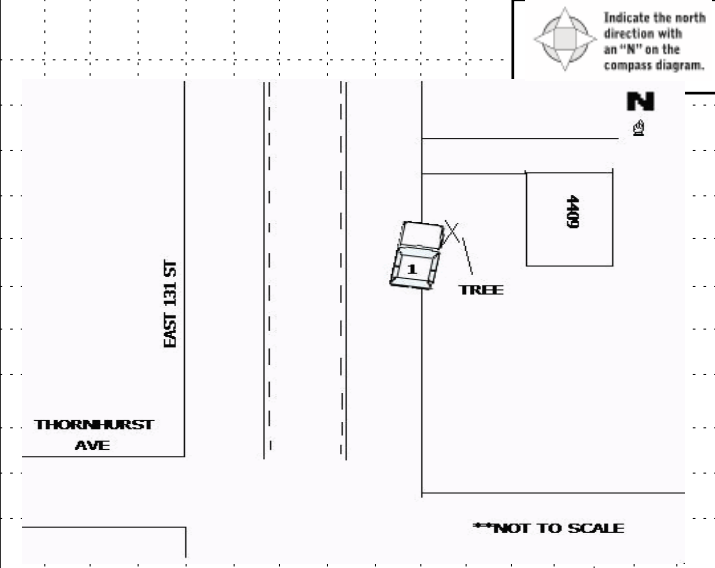 Indicate the north
direction with
an "N" on the
compass diagram.
N
4409
1
TREE
EAST 131 ST
THORNHURST
AVE
**NOT TO SCALE